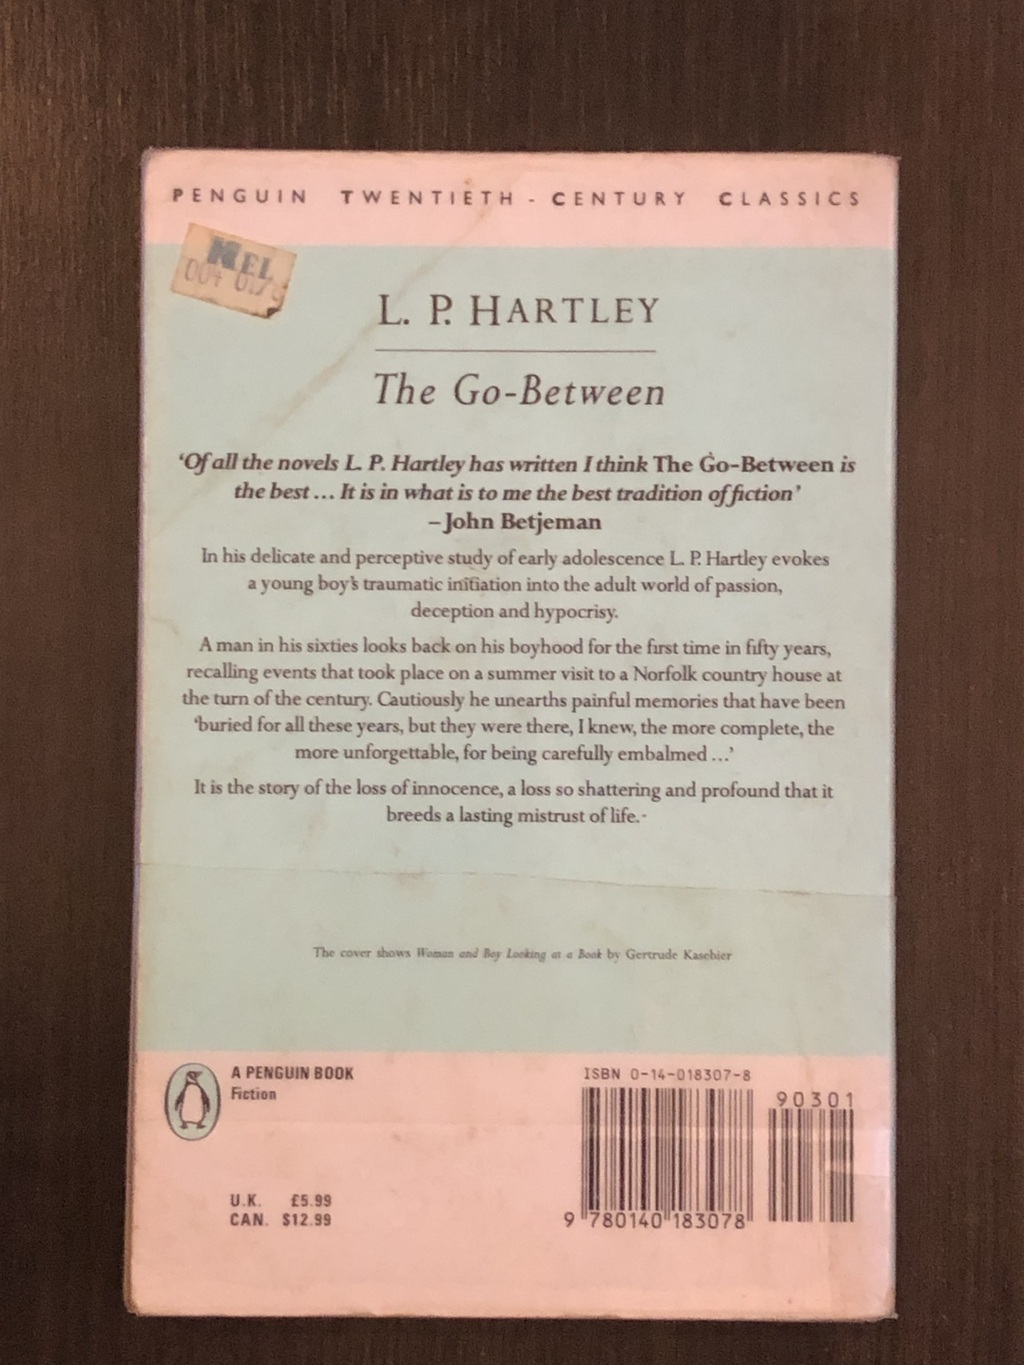 PENGUIN TWENTIETH - CENTURY CLASSICS
L. P. HARTLEY
The Go-Between
‘Of all the novels L. P. Hartley has written I think The Go-Between is
the best ... It is in what is to me the best tradition of fiction’
– John Betjeman
In his delicate and perceptive study of early adolescence L. P. Hartley evokes
a young boy's traumatic initiation into the adult world of passion,
deception and hypocrisy.
A man in his sixties looks back on his boyhood for the first time in fifty years,
recalling events that took place on a summer visit to a Norfolk country house at
the turn of the century. Cautiously he unearths painful memories that have been
‘buried for all these years, but they were there, I knew, the more complete, the
more unforgettable, for being carefully embalmed ...’
It is the story of the loss of innocence, a loss so shattering and profound that it
breeds a lasting mistrust of life.
The cover shows Woman and Boy Looking at a Book by Gertrude Kasebier
A PENGUIN BOOK
Fiction
ISBN 0-14-018307-8
90301
U.K. £5.99
CAN. $12.99
9 780140 183078